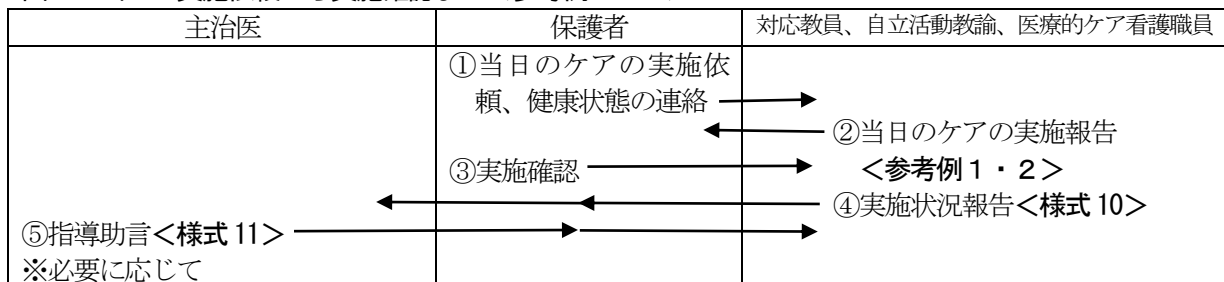 主治医
保護者
対応教員、自立活動教諭、医療的ケア看護職員
①当日のケアの実施依
頼、健康状態の連絡
②当日のケアの実施報告
③実施確認
＜参考例１・２＞
④実施状況報告＜様式10＞
⑤指導助言＜様式11＞
※必要に応じて